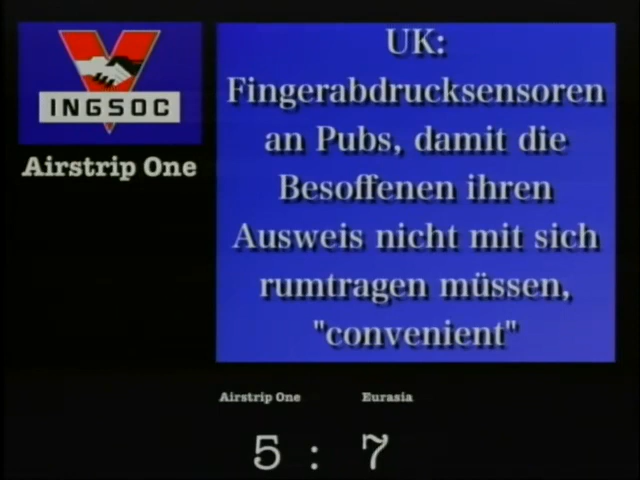 INGSOC
Airstrip One
UK:
Fingerabdrucksensoren
an Pubs, damit die
Besoffenen ihren
Ausweis nicht mit sich
rumtragen müssen,
"convenient"
Airstrip One Eurasia
5 : 7